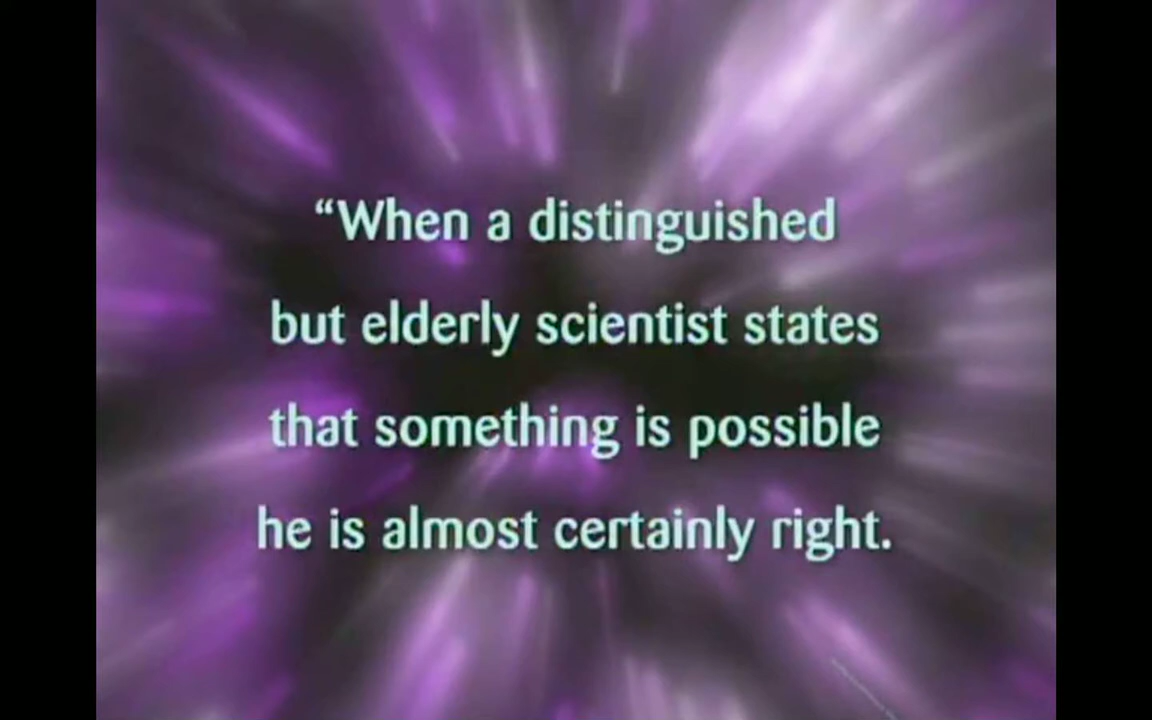 “When a distinguished
but elderly scientist states
that something is possible
he is almost certainly right.